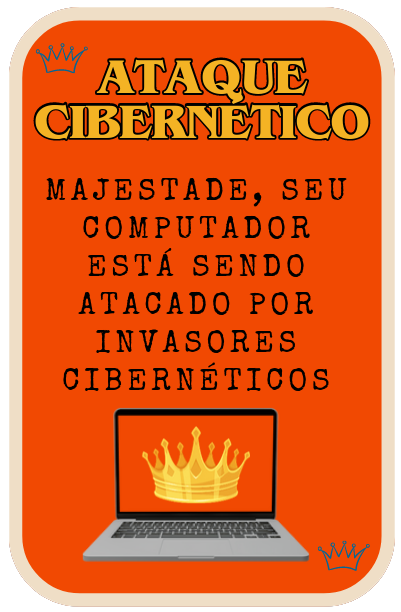 ATAQUE
CIBERNÉTICO
MAJESTADE, SEU
COMPUTADOR
ESTÁ SENDO
ATACADO POR
INVASORES
CIBERNÉTICOS